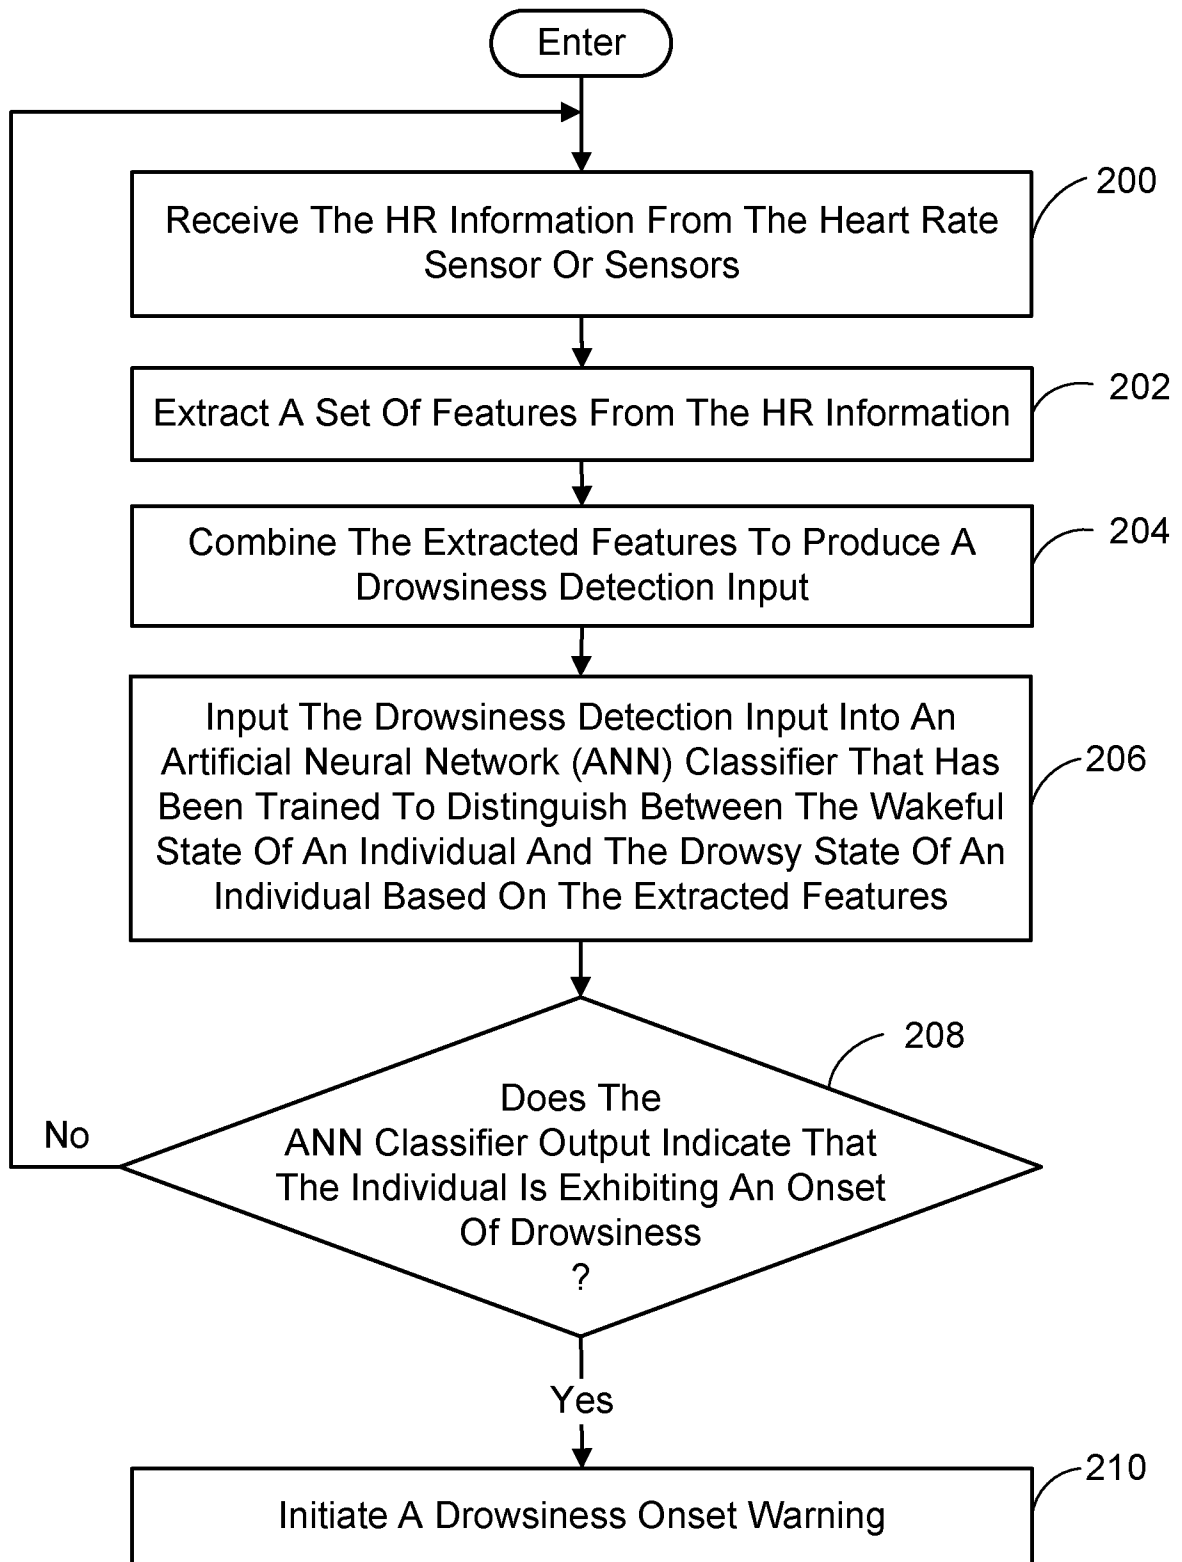 Enter
200
Receive The HR Information From The Heart Rate
Sensor Or Sensors
202
Extract A Set Of Features From The HR Information
204
Combine The Extracted Features To Produce A
Drowsiness Detection Input
206
Input The Drowsiness Detection Input Into An
Artificial Neural Network (ANN) Classifier That Has
Been Trained To Distinguish Between The Wakeful
State Of An Individual And The Drowsy State Of An
Individual Based On The Extracted Features
208
Does The
ANN Classifier Output Indicate That
The Individual Is Exhibiting An Onset
Of Drowsiness
?
No
Yes
210
Initiate A Drowsiness Onset Warning